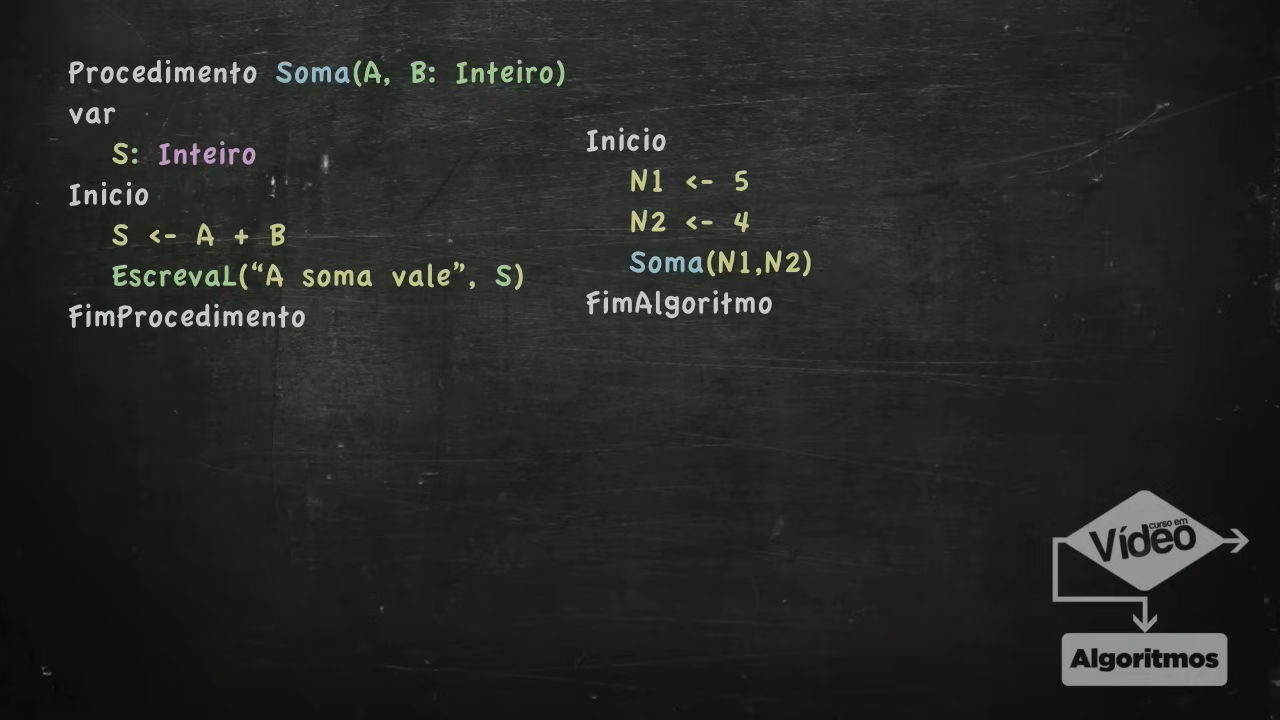 Procedimento Soma(A, B: Inteiro)
var
S: Inteiro
Inicio
S <- A + B
EscrevaL(“A soma vale”, S)
FimProcedimento
Inicio
N1 <- 5
N2 <- 4
Soma(N1,N2)
FimAlgoritmo
curso em
Vídeo
Algoritmos